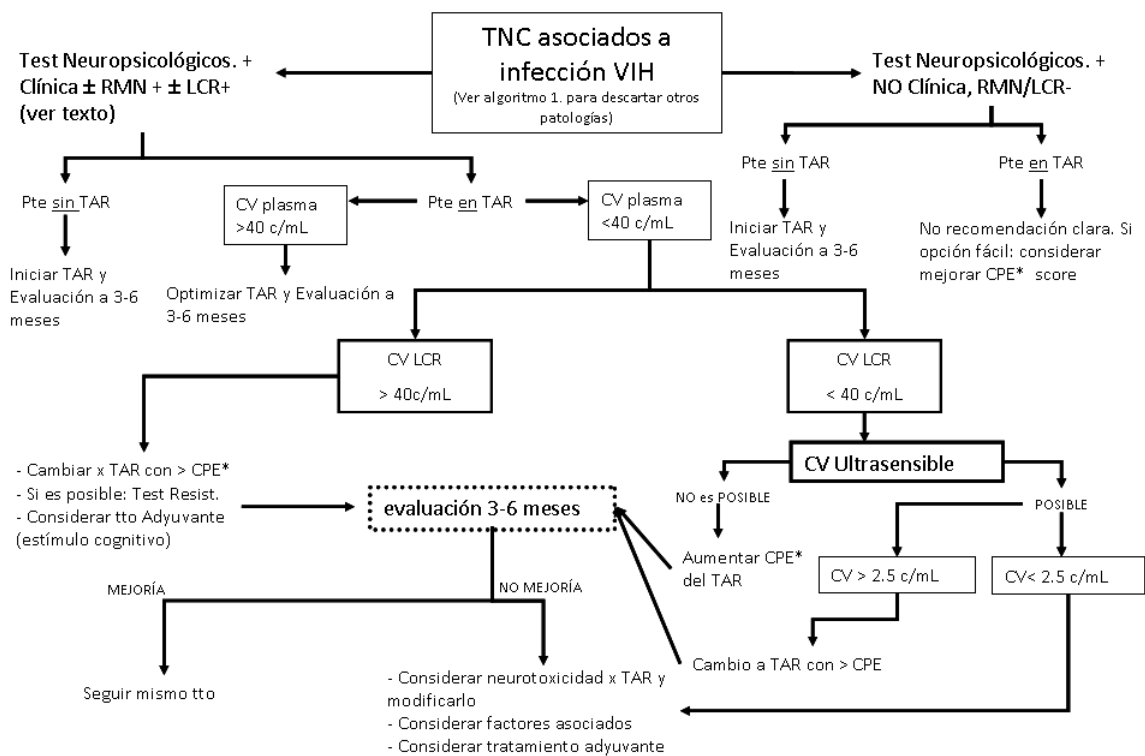 TNC asociados a
infección VIH
(Ver algoritmo 1. para descartar otros
patologías)
Test Neuropsicológicos. +
Clínica ± RMN + ± LCR+
(ver texto)
Test Neuropsicológicos. +
NO Clínica, RMN/LCR-
Pte sin TAR
Iniciar TAR y
Evaluación a 3-6
meses
CV plasma
>40 c/mL
Pte en TAR
CV plasma
<40 c/mL
Optimizar TAR y Evaluación a
3-6 meses
Pte sin TAR
Iniciar TAR y
Evaluación a 3-6
meses
Pte en TAR
No recomendación clara. Si
opción fácil: considerar
mejorar CPE* score
CV LCR
> 40c/mL
CV LCR
< 40 c/mL
- Cambiar x TAR con > CPE*
- Si es posible: Test Resist.
- Considerar tto Adyuvante
(estímulo cognitivo)
evaluación 3-6 meses
CV Ultrasensible
NO es POSIBLE
POSIBLE
Aumentar CPE*
del TAR
CV > 2.5 c/mL
CV< 2.5 c/mL
Cambio a TAR con > CPE
MEJORÍA
NO MEJORÍA
Seguir mismo tto
- Considerar neurotoxicidad x TAR y
modificarlo
- Considerar factores asociados
- Considerar tratamiento adyuvante